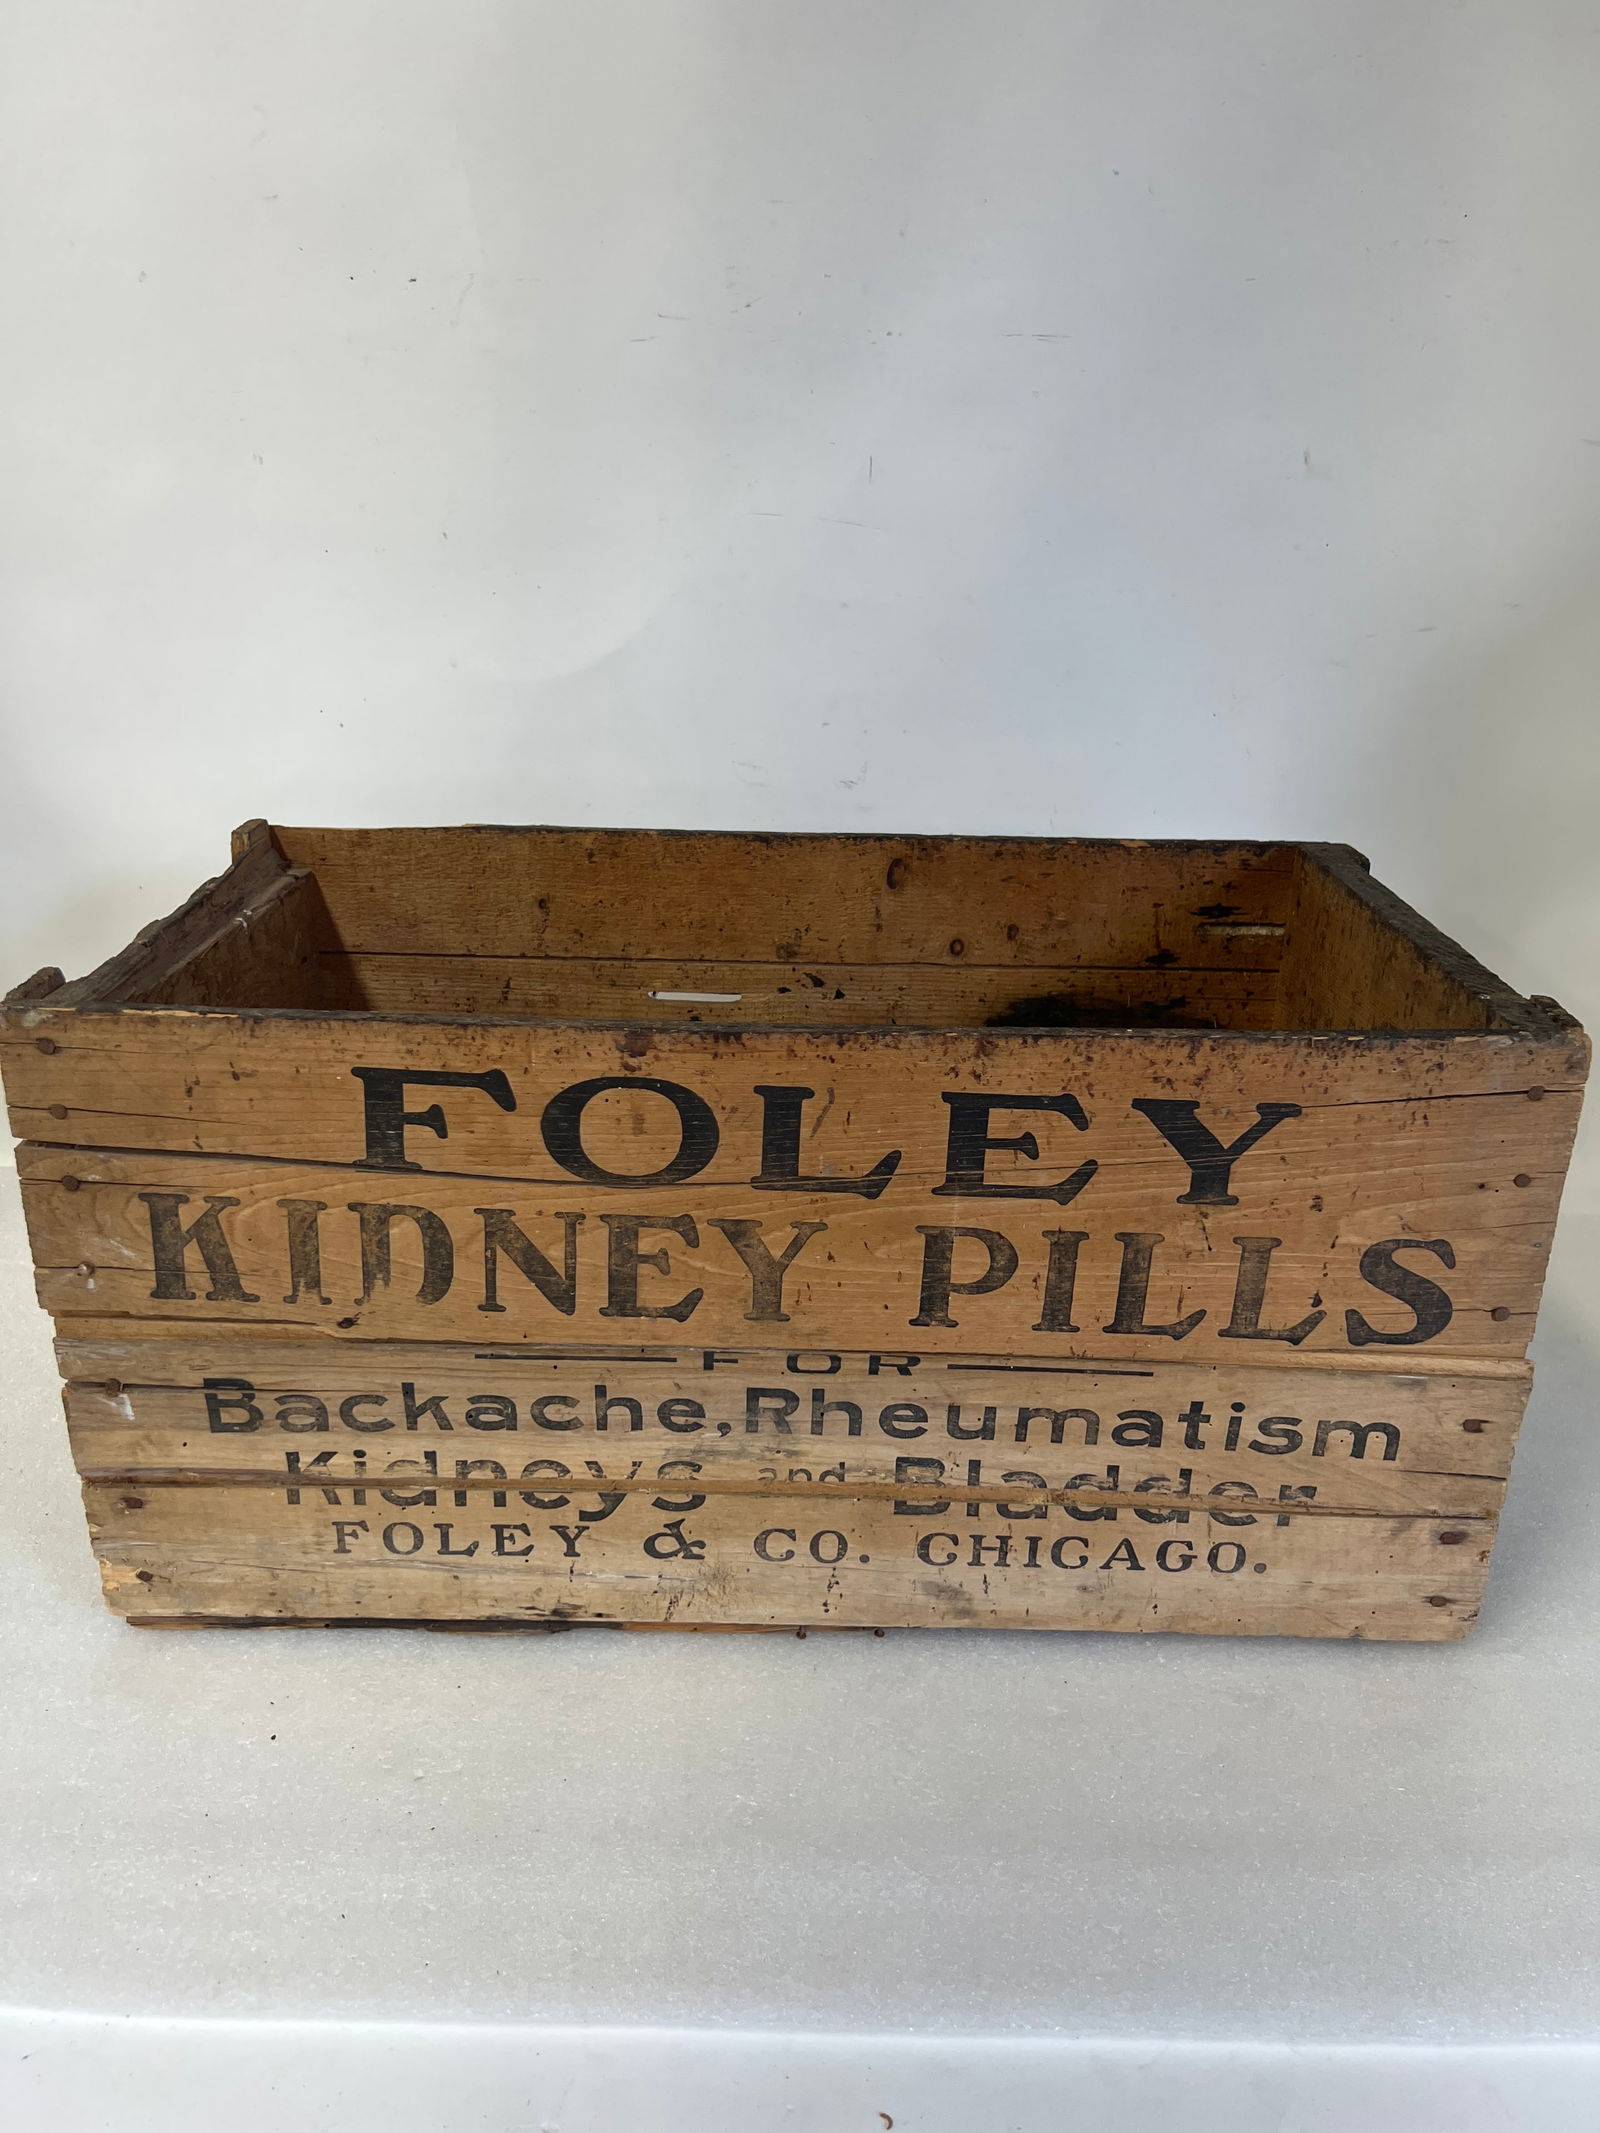 FOLEY
KIDNEY PILLS
FOR
Backache, Rheumatism
Kidneys and Bladder
FOLEY & CO. CHICAGO.